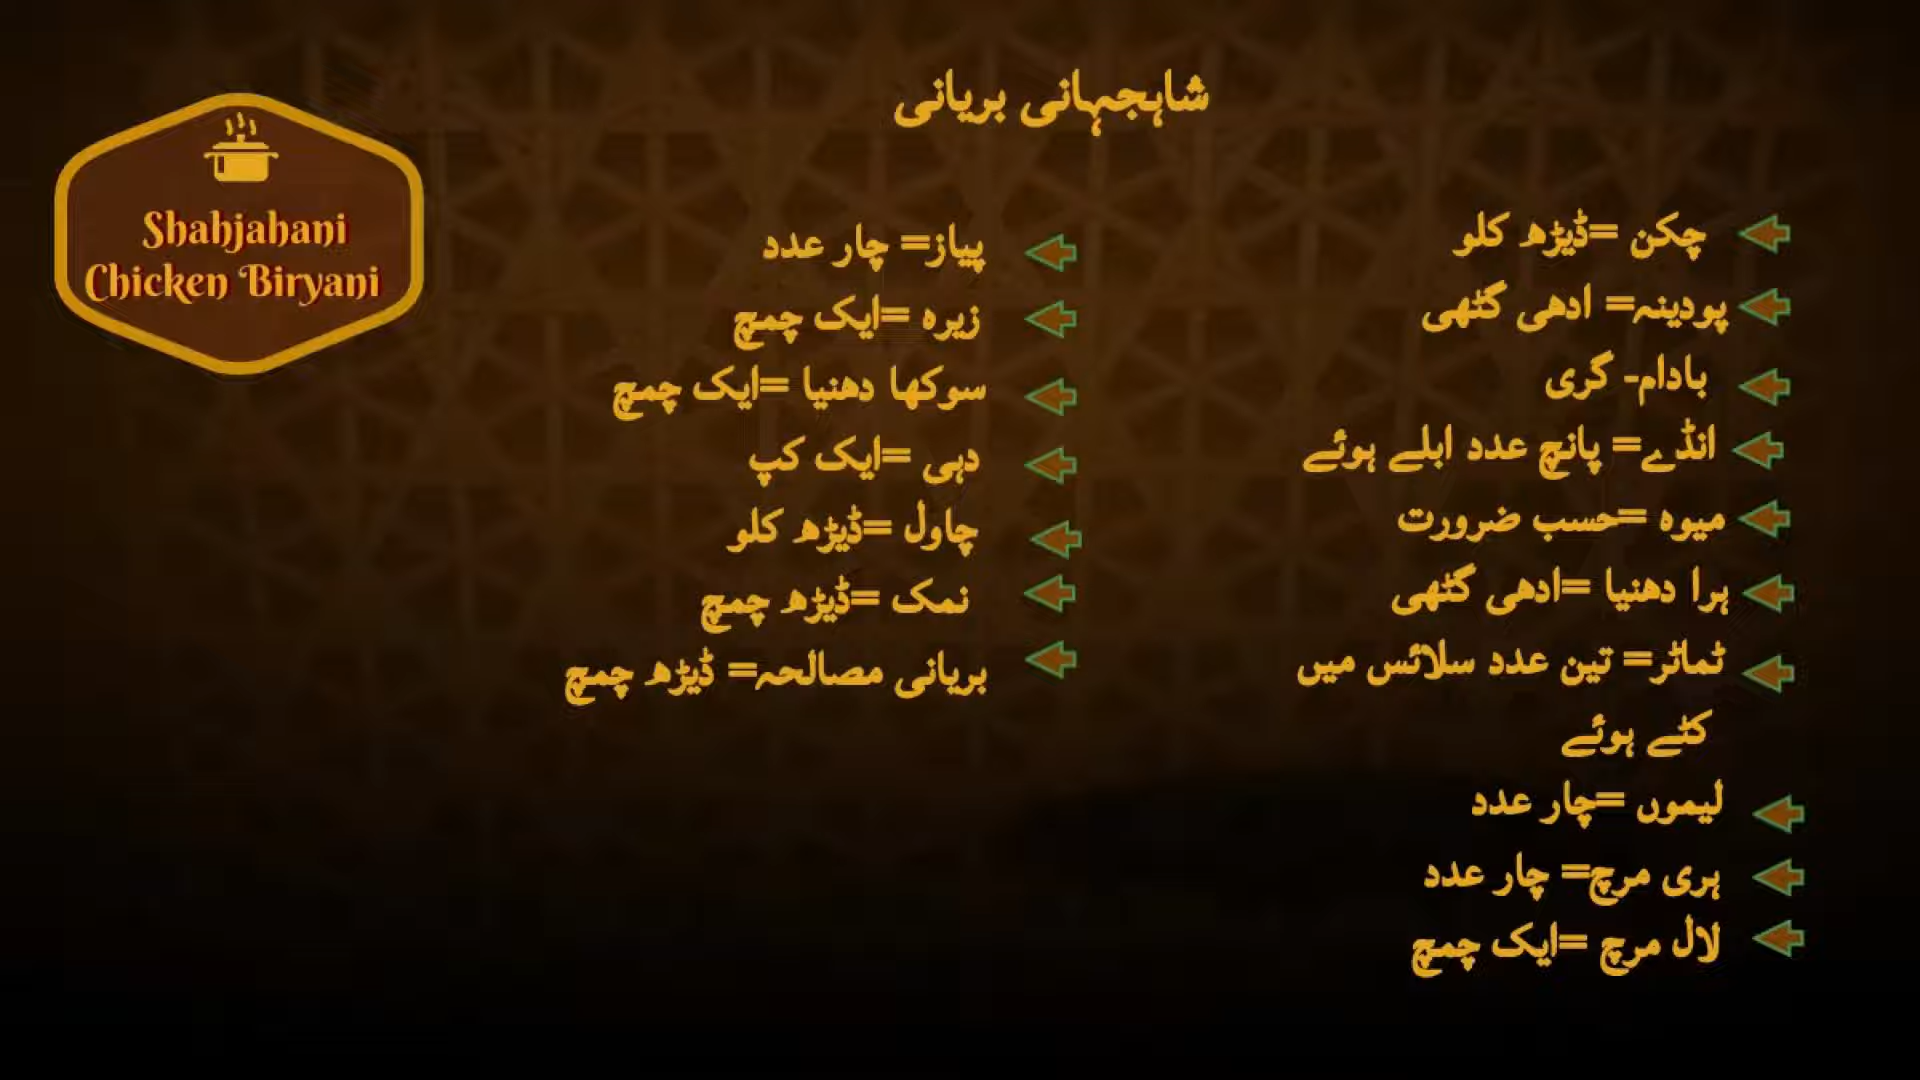 شاہجہانی بریانی
Shahjahani
Chicken Biryani
چکن =ڈیڑھ کلو
پودینہ= ادھی گٹھی
بادام- گری
انڈے= پانچ عدد ابلے ہوئے
میوہ =حسب ضرورت
ہرا دھنیا =ادھی گٹھی
ٹماٹر= تین عدد سلائس میں
کٹے ہوئے
لیموں =چار عدد
ہری مرچ= چار عدد
لال مرچ =ایک چمچ
پیاز= چار عدد
زیرہ =ایک چمچ
سوکھا دھنیا =ایک چمچ
دہی =ایک کپ
چاول =ڈیڑھ کلو
نمک =ڈیڑھ چمچ
بریانی مصالحہ= ڈیڑھ چمچ